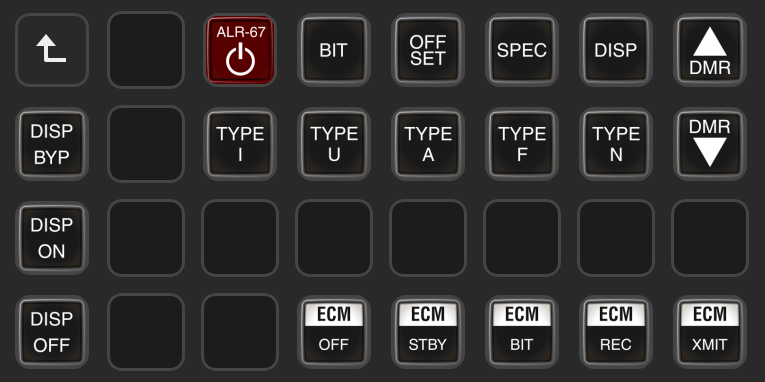 ALR-67
BIT
OFF
SET
SPEC
DISP
DMR
DISP
BYP
TYPE
I
TYPE
U
TYPE
A
TYPE
F
TYPE
N
DMR
DISP
ON
DISP
OFF
ECM
OFF
ECM
STBY
ECM
BIT
ECM
REC
ECM
XMIT